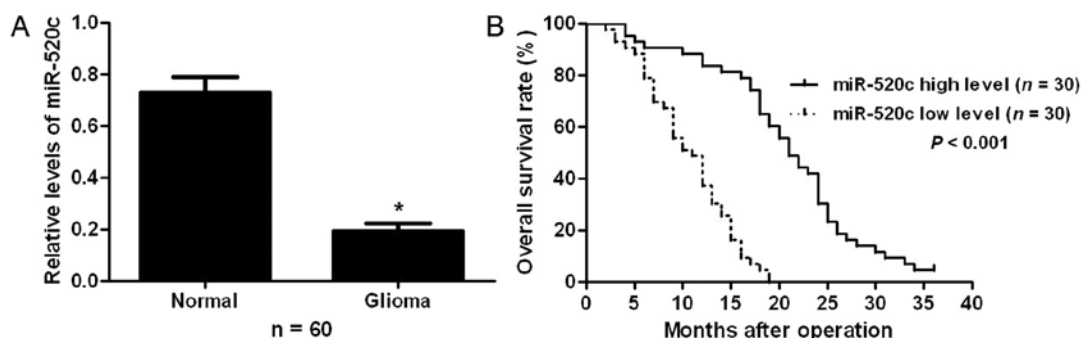 A
Relative levels of miR-520c
1.0
0.8
0.6
0.4
0.2
0.0
*
Normal
Glioma
n = 60
B
Overall survival rate (%)
100
80
60
40
20
0
0
5
10
15
20
25
30
35
40
Months after operation
miR-520c high level (n = 30)
miR-520c low level (n = 30)
P < 0.001